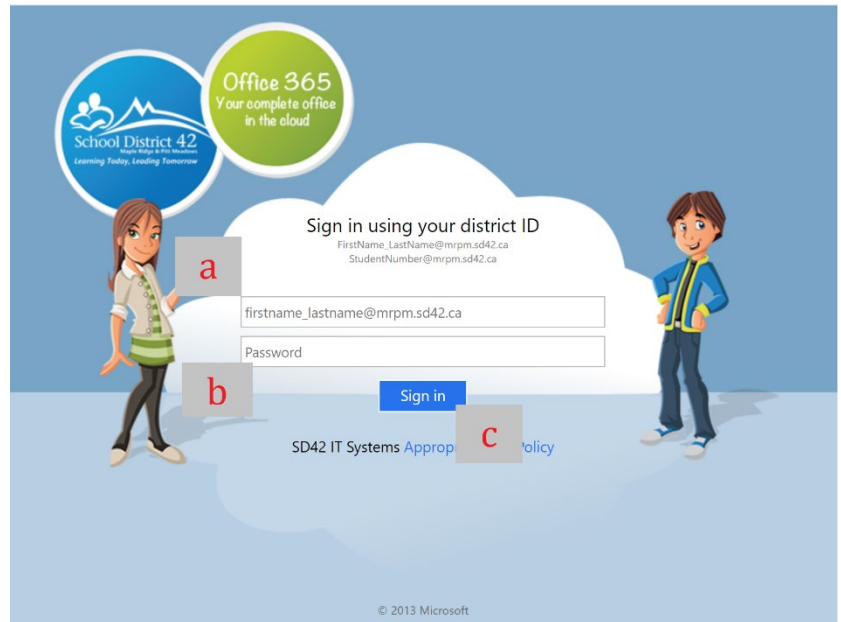 Office 365
Your complete office
in the cloud
School District 42
Maple Ridge & Pitt Meadows
Learning Today, Leading Tomorrow
Sign in using your district ID
FirstName_LastName@mrpm.sd42.ca
StudentNumber@mrpm.sd42.ca
a
firstname_lastname@mrpm.sd42.ca
Password
b
Sign in
c
SD42 IT Systems Approp olicy
© 2013 Microsoft